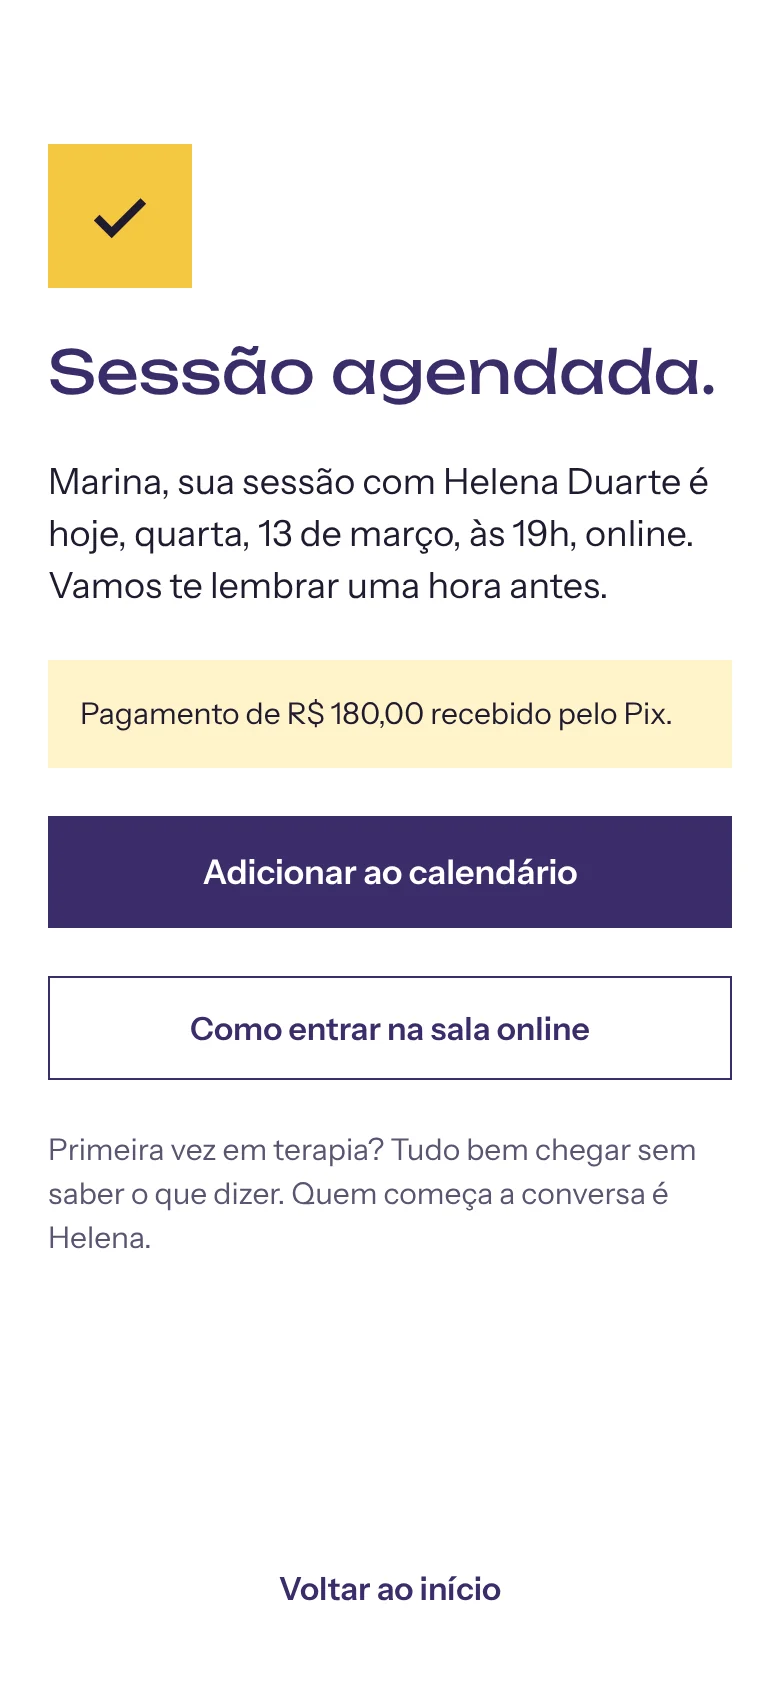 Sessão agendada.
Marina, sua sessão com Helena Duarte é
hoje, quarta, 13 de março, às 19h, online.
Vamos te lembrar uma hora antes.
Pagamento de R$ 180,00 recebido pelo Pix.
Adicionar ao calendário
Como entrar na sala online
Primeira vez em terapia? Tudo bem chegar sem
saber o que dizer. Quem começa a conversa é
Helena.
Voltar ao início